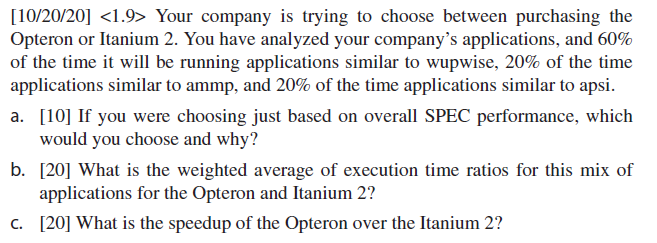 [10/20/20] <1.9> Your company is trying to choose between purchasing the
Opteron or Itanium 2. You have analyzed your company's applications, and 60%
of the time it will be running applications similar to wupwise, 20% of the time
applications similar to ammp, and 20% of the time applications similar to apsi.
a. [10] If you were choosing just based on overall SPEC performance, which
would you choose and why?
b. [20] What is the weighted average of execution time ratios for this mix of
applications for the Opteron and Itanium 2?
c. [20] What is the speedup of the Opteron over the Itanium 2?